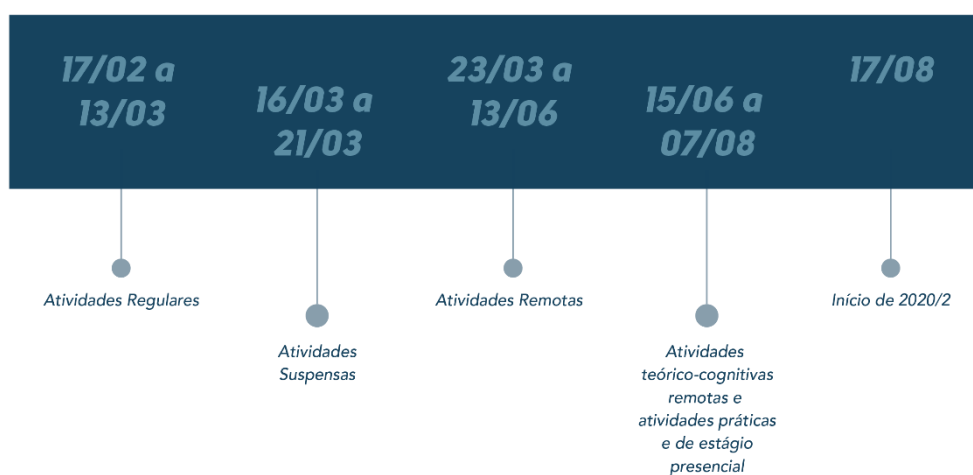 17/02 a
13/03
16/03 a
21/03
23/03 a
13/06
15/06 a
07/08
17/08
Atividades Regulares
Atividades
Suspensas
Atividades Remotas
Atividades
teórico-cognitivas
remotas e
atividades práticas
e de estágio
presencial
Início de 2020/2